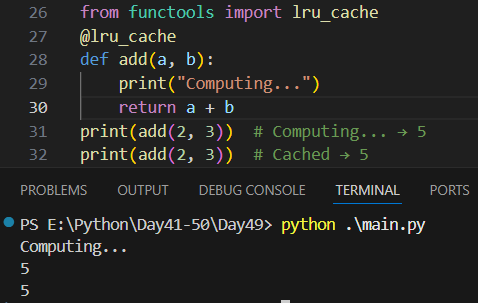 26 from functools import lru_cache
27 @lru_cache
28 def add(a, b):
29     print("Computing...")
30     return a + b
31 print(add(2, 3))  # Computing... → 5
32 print(add(2, 3))  # Cached → 5
PROBLEMS OUTPUT DEBUG CONSOLE TERMINAL PORTS
PS E:\Python\Day41-50\Day49> python .\main.py
Computing...
5
5